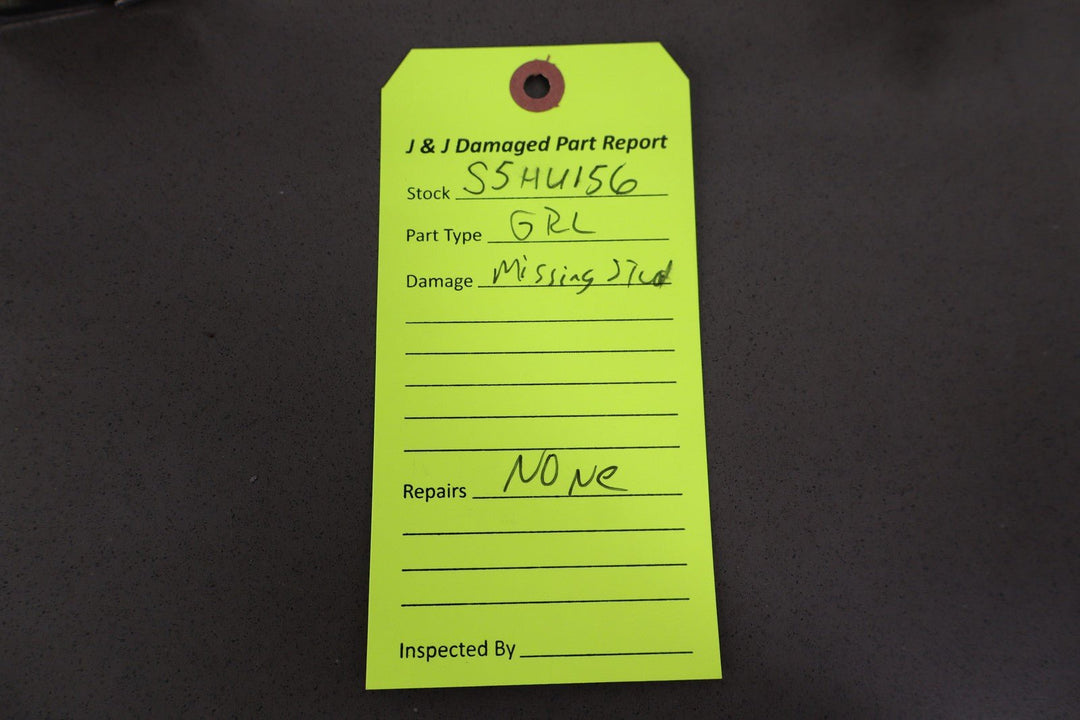 J & J Damaged Part Report
Stock S5HU156
Part Type GRL
Damage Missing Stud
Repairs NONe
Inspected By